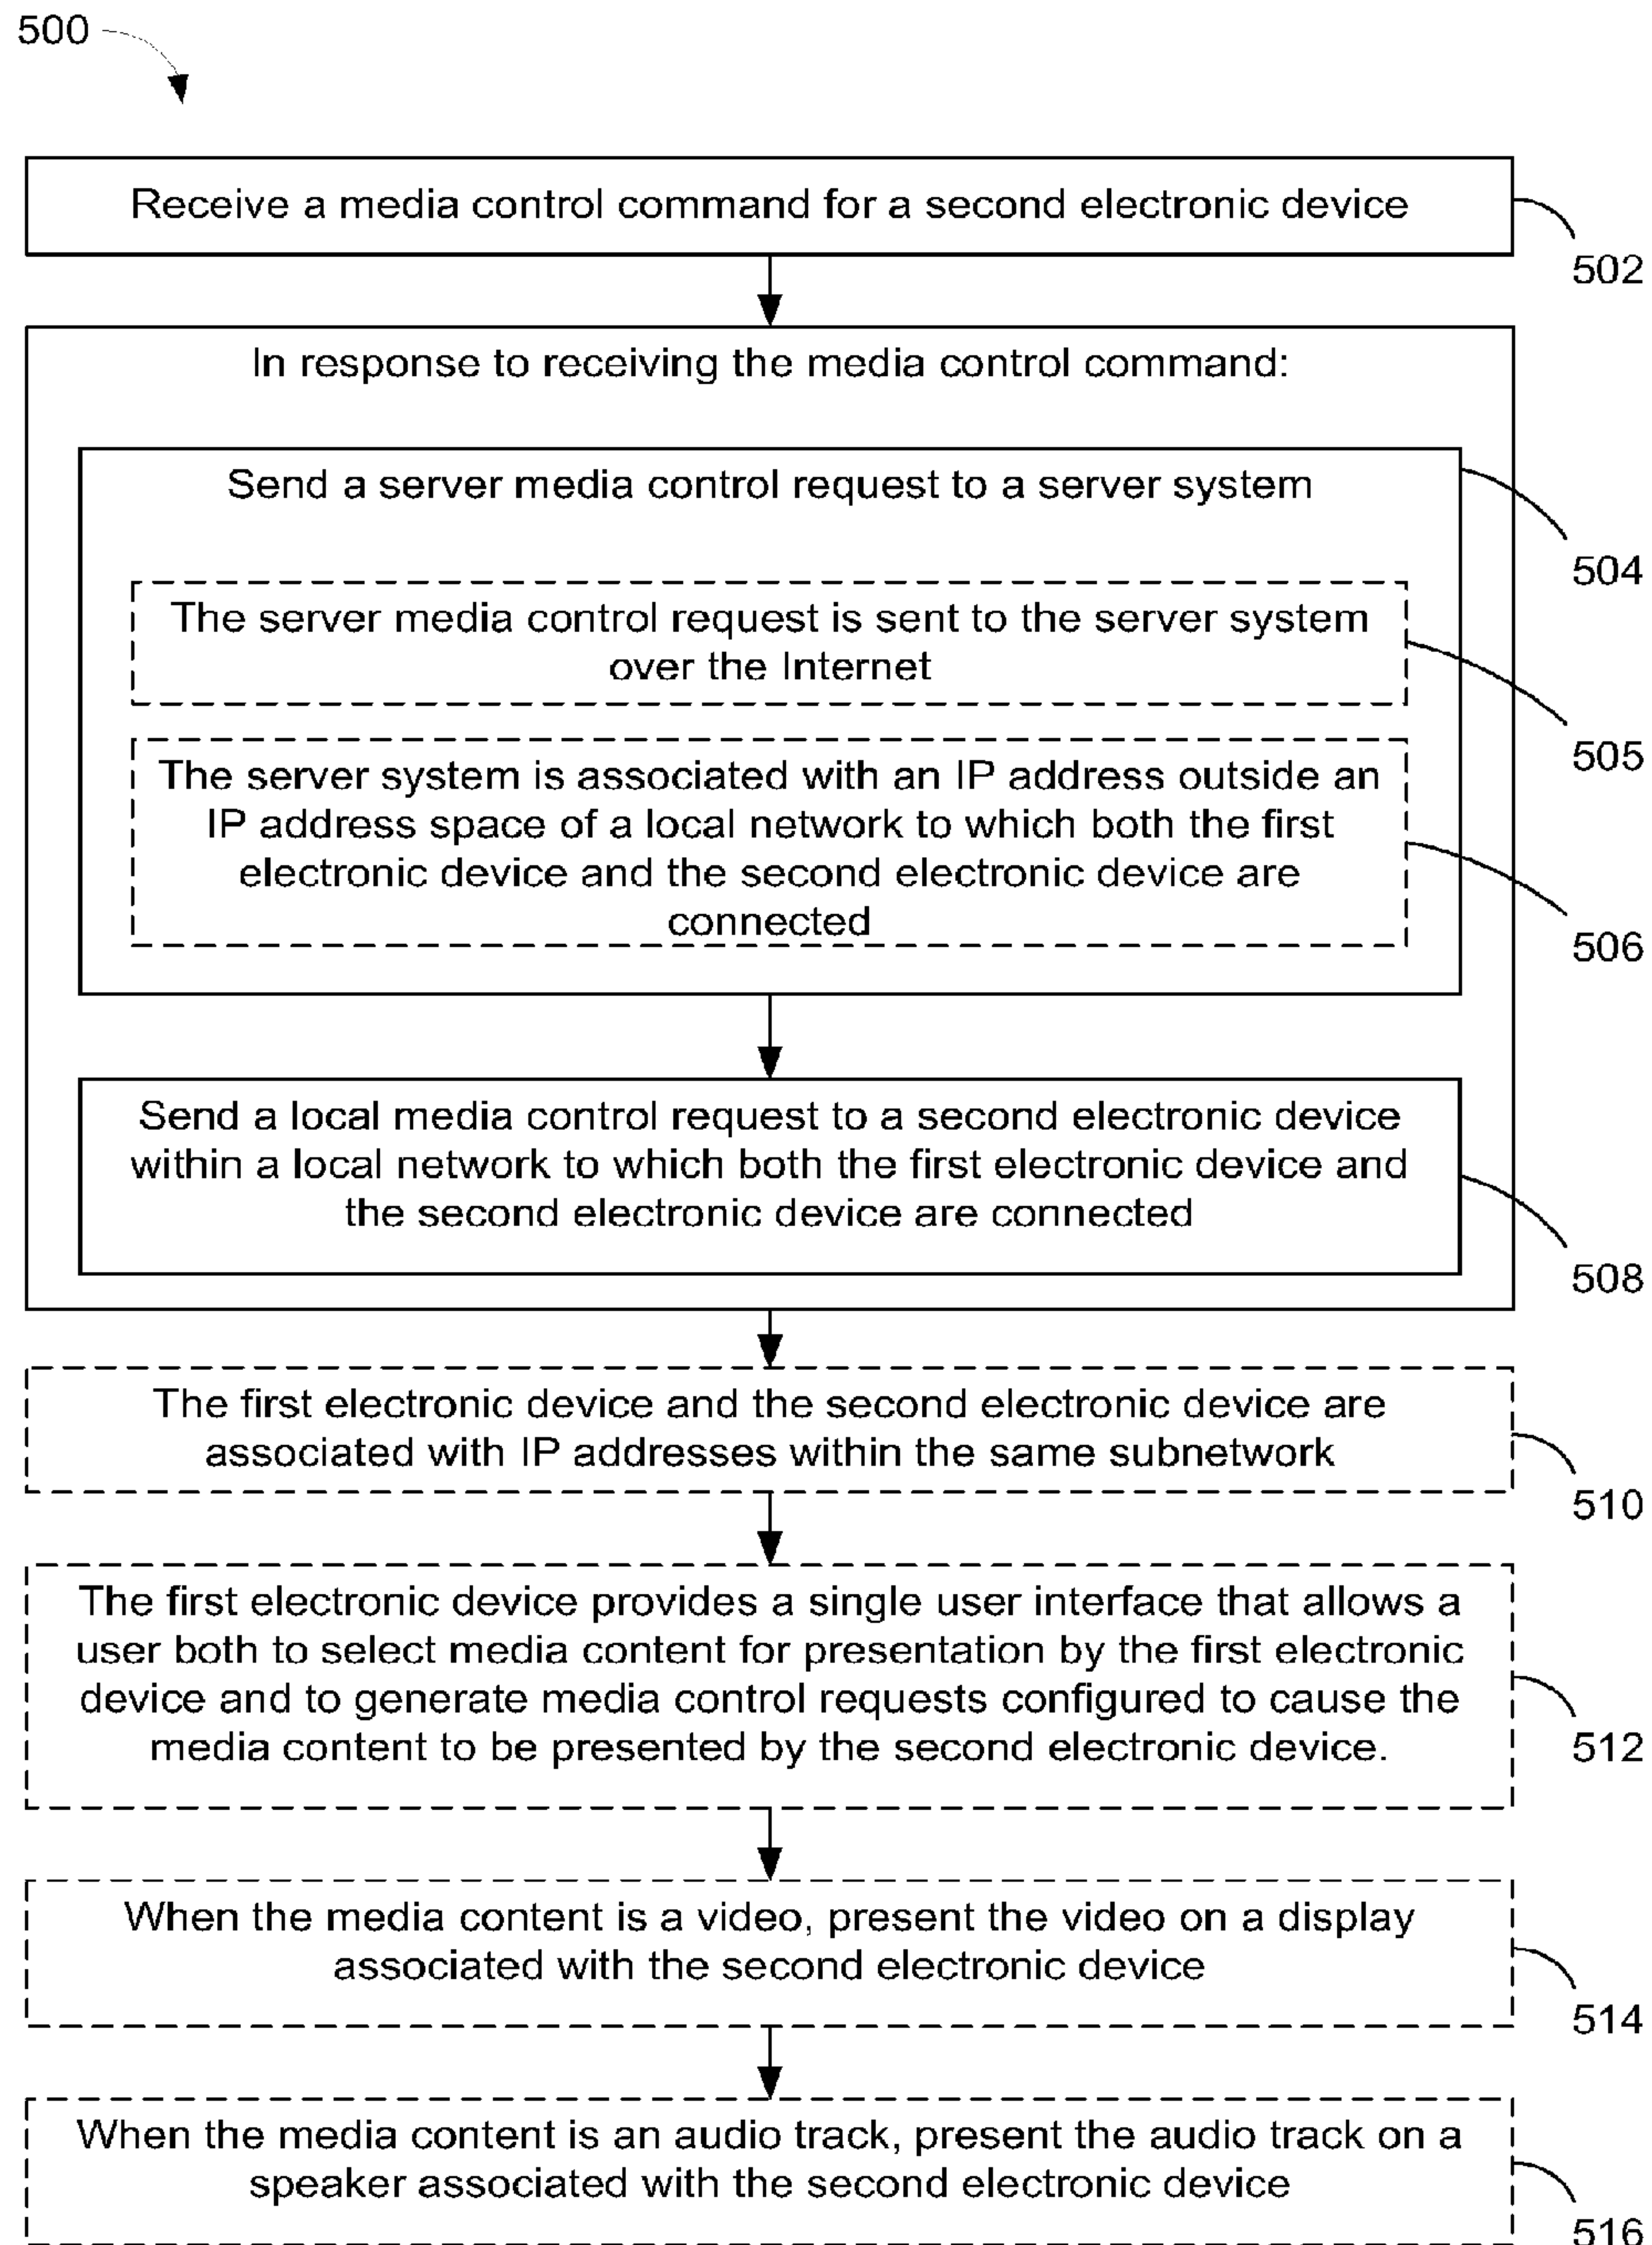 500
Receive a media control command for a second electronic device
502
In response to receiving the media control command:
Send a server media control request to a server system
504
The server media control request is sent to the server system
over the Internet
505
The server system is associated with an IP address outside an
IP address space of a local network to which both the first
electronic device and the second electronic device are
connected
506
Send a local media control request to a second electronic device
within a local network to which both the first electronic device and
the second electronic device are connected
508
The first electronic device and the second electronic device are
associated with IP addresses within the same subnetwork
510
The first electronic device provides a single user interface that allows a
user both to select media content for presentation by the first electronic
device and to generate media control requests configured to cause the
media content to be presented by the second electronic device.
512
When the media content is a video, present the video on a display
associated with the second electronic device
514
When the media content is an audio track, present the audio track on a
speaker associated with the second electronic device
516